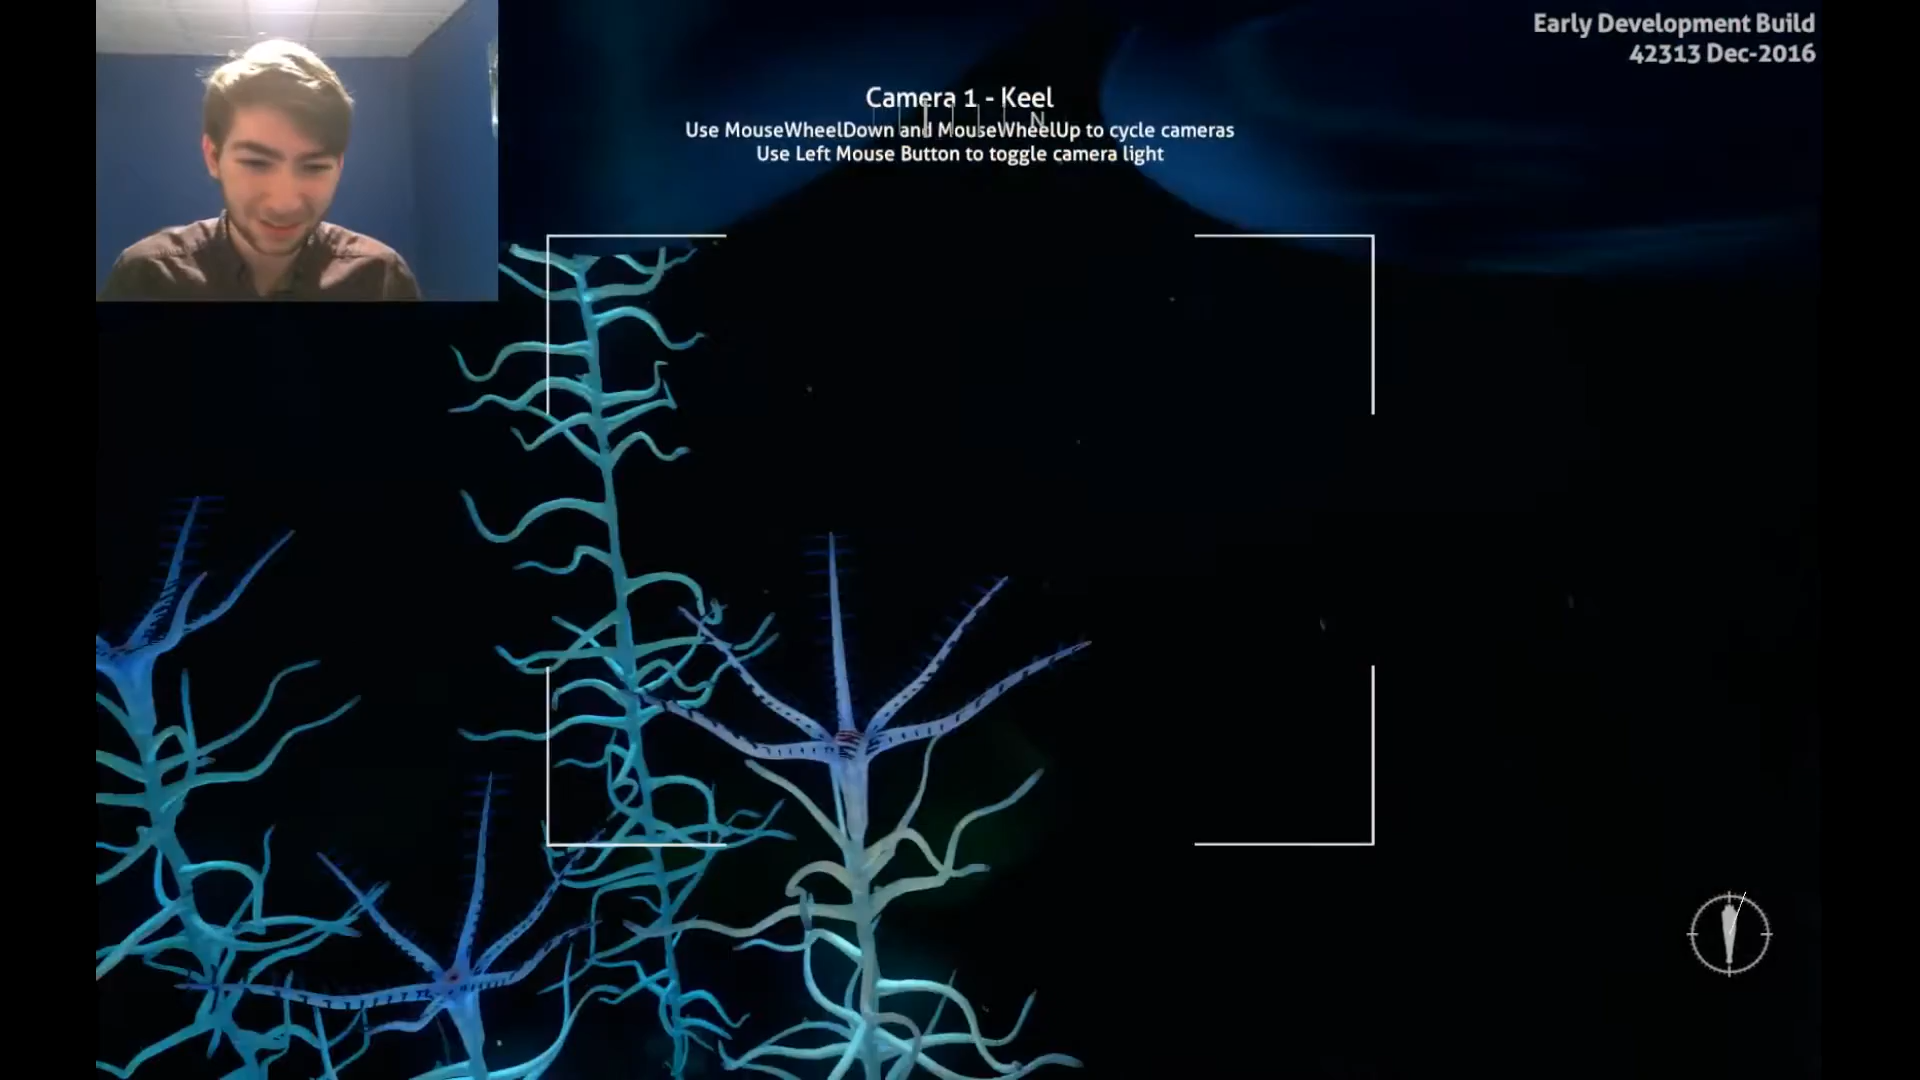 Early Development Build
42313 Dec-2016
Camera 1 - Keel
N
Use MouseWheelDown and MouseWheelUp to cycle cameras
Use Left Mouse Button to toggle camera light